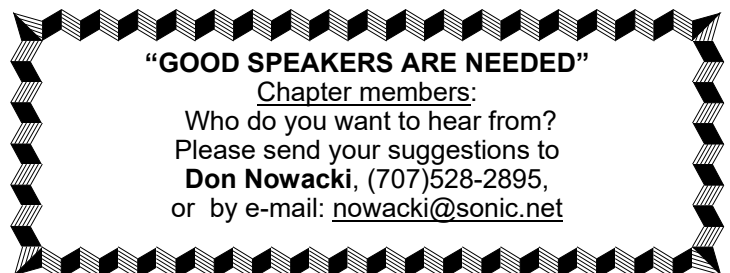 “GOOD SPEAKERS ARE NEEDED”
Chapter members:
Who do you want to hear from?
Please send your suggestions to
Don Nowacki, (707)528-2895,
or by e-mail: nowacki@sonic.net